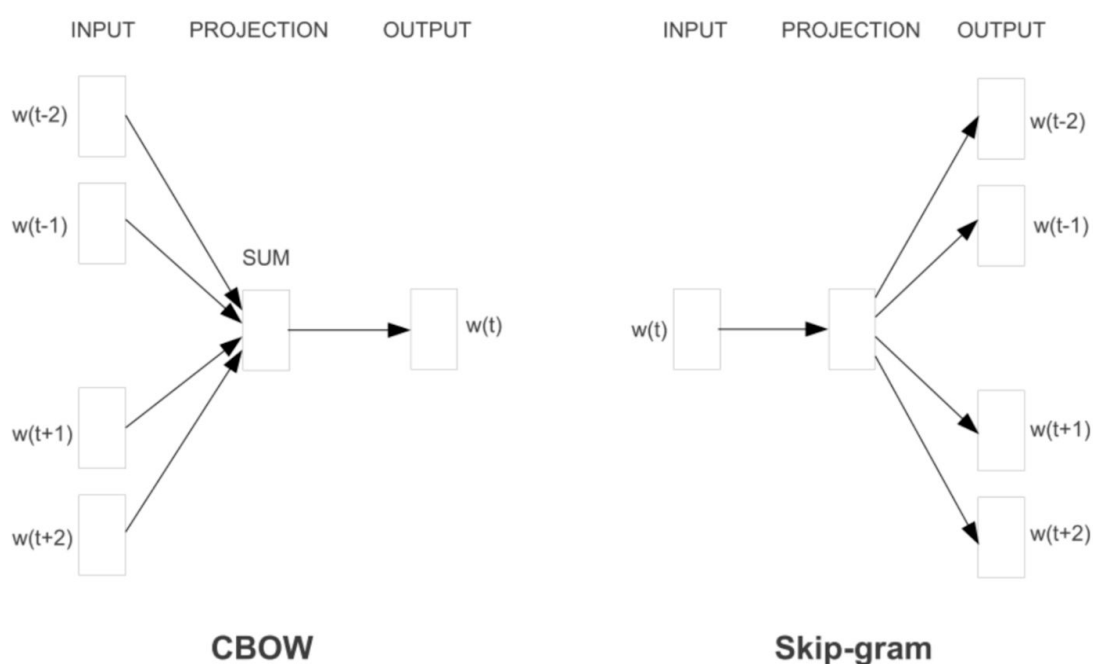 INPUT PROJECTION OUTPUT
w(t-2)
w(t-1)
SUM
w(t)
w(t+1)
w(t+2)
CBOW
INPUT PROJECTION OUTPUT
w(t-2)
w(t-1)
w(t)
w(t+1)
w(t+2)
Skip-gram